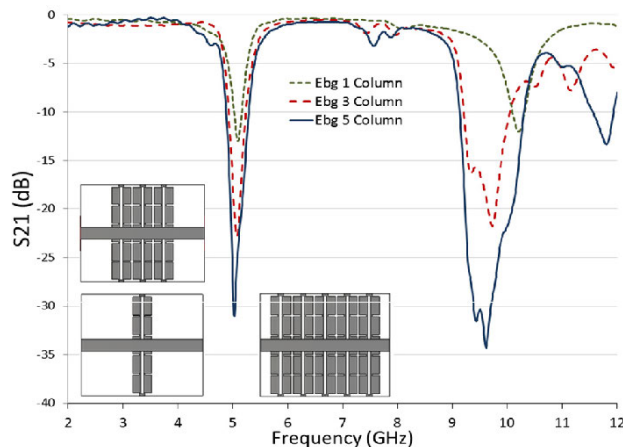 0
-5
-10
-15
-20
-25
-30
-35
-40
S21 (dB)
Ebg 1 Column
Ebg 3 Column
Ebg 5 Column
2 3 4 5 6 7 8 9 10 11 12
Frequency (GHz)